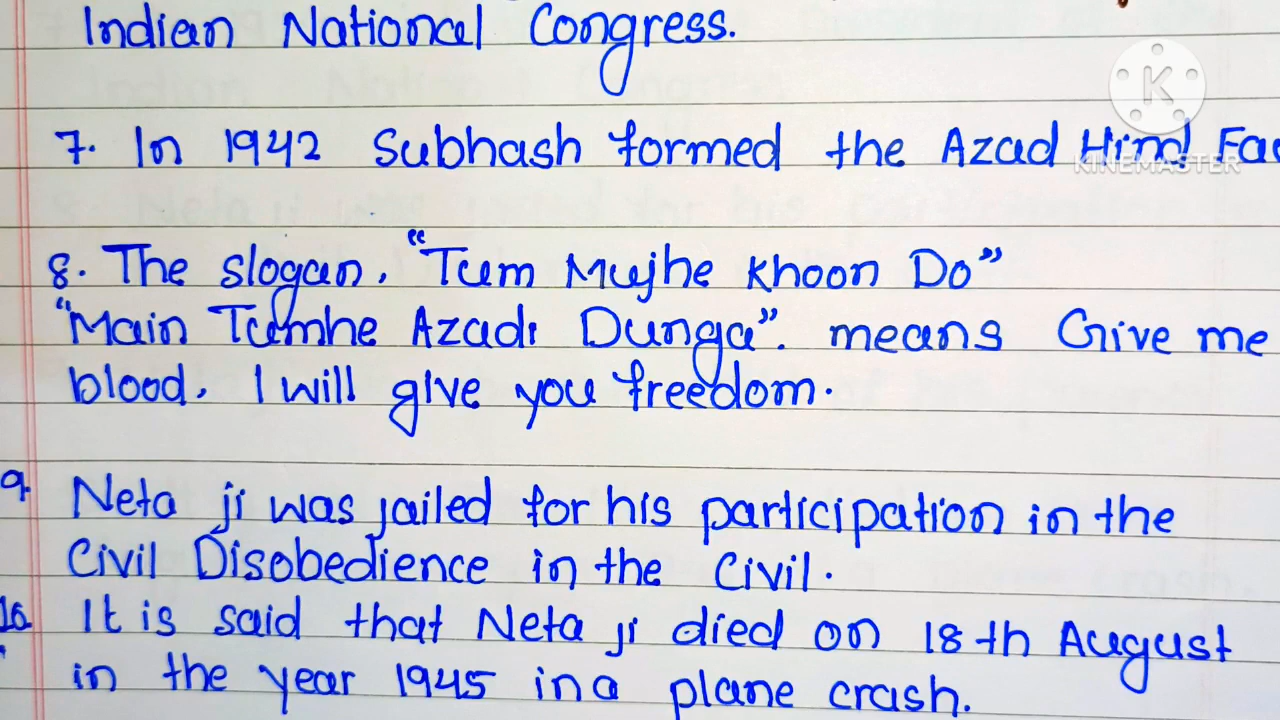 Indian National Congress.
K
7. In 1942 Subhash formed the Azad Hind
KINEMASTER
8. The slogan, "Tum Mujhe Khoon Do"
"Main Tumhe Azadi Dunga". means Give me
blood, I will give you freedom.
9. Neta ji was jailed for his participation in the
Civil Disobedience in the Civil.
10. It is said that Neta ji died on 18th August
in the year 1945 in a plane crash.